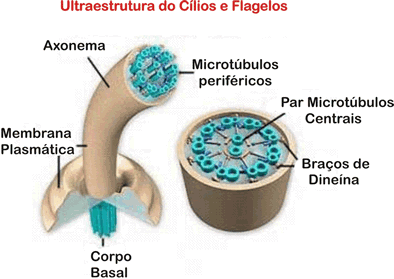 Ultraestrutura do Cílios e Flagelos
Axonema
Microtúbulos
periféricos
Membrana
Plasmática
Corpo
Basal
Par Microtúbulos
Centrais
Braços de
Dineína